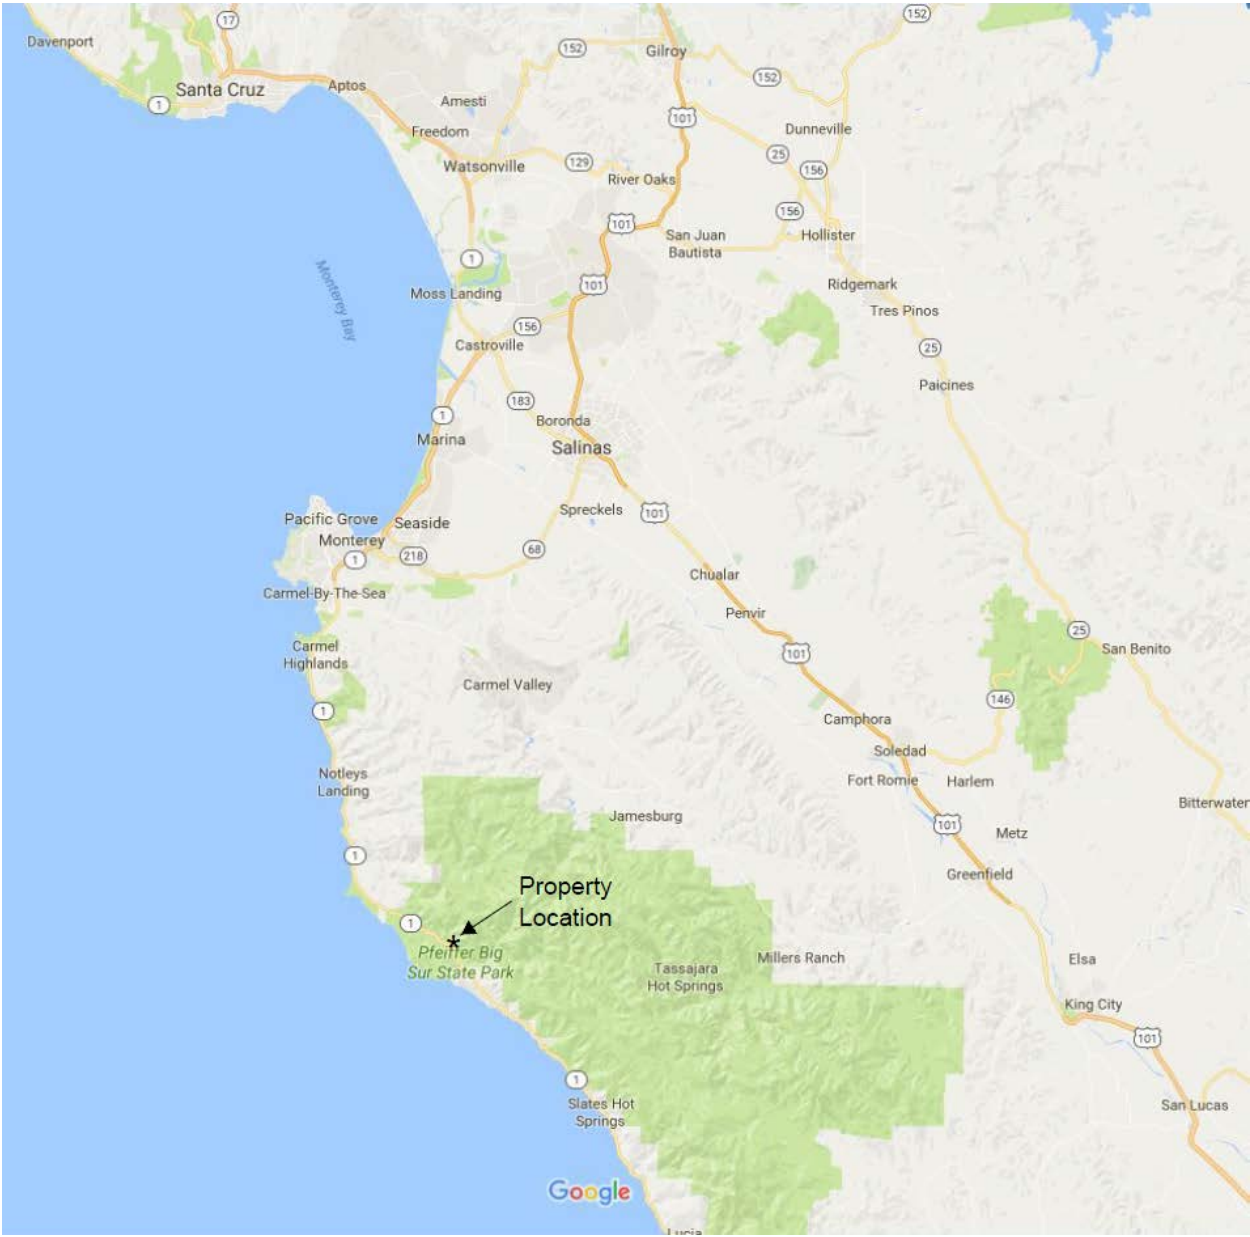 17
152
Davenport
152
Gilroy
152
Santa Cruz
Aptos
1
Amesti
101
Freedom
Dunneville
25
Watsonville
129
156
River Oaks
156
101
San Juan
Bautista
Hollister
1
Monterey Bay
101
Ridgemark
Moss Landing
Tres Pinos
156
Castroville
25
Paicines
183
1
Boronda
Marina
Salinas
Spreckels
101
Pacific Grove
Seaside
Monterey
1
218
68
Chualar
Carmel-By-The-Sea
Penvir
25
Carmel
Highlands
101
San Benito
Carmel Valley
146
1
Camphora
Soledad
Notleys
Landing
Fort Romie
Harlem
Bitterwater
Jamesburg
101
Metz
1
Greenfield
Property
Location
1
*
Pfeiffer Big
Sur State Park
Millers Ranch
Elsa
Tassajara
Hot Springs
King City
101
1
Slates Hot
Springs
San Lucas
Google
Lucia